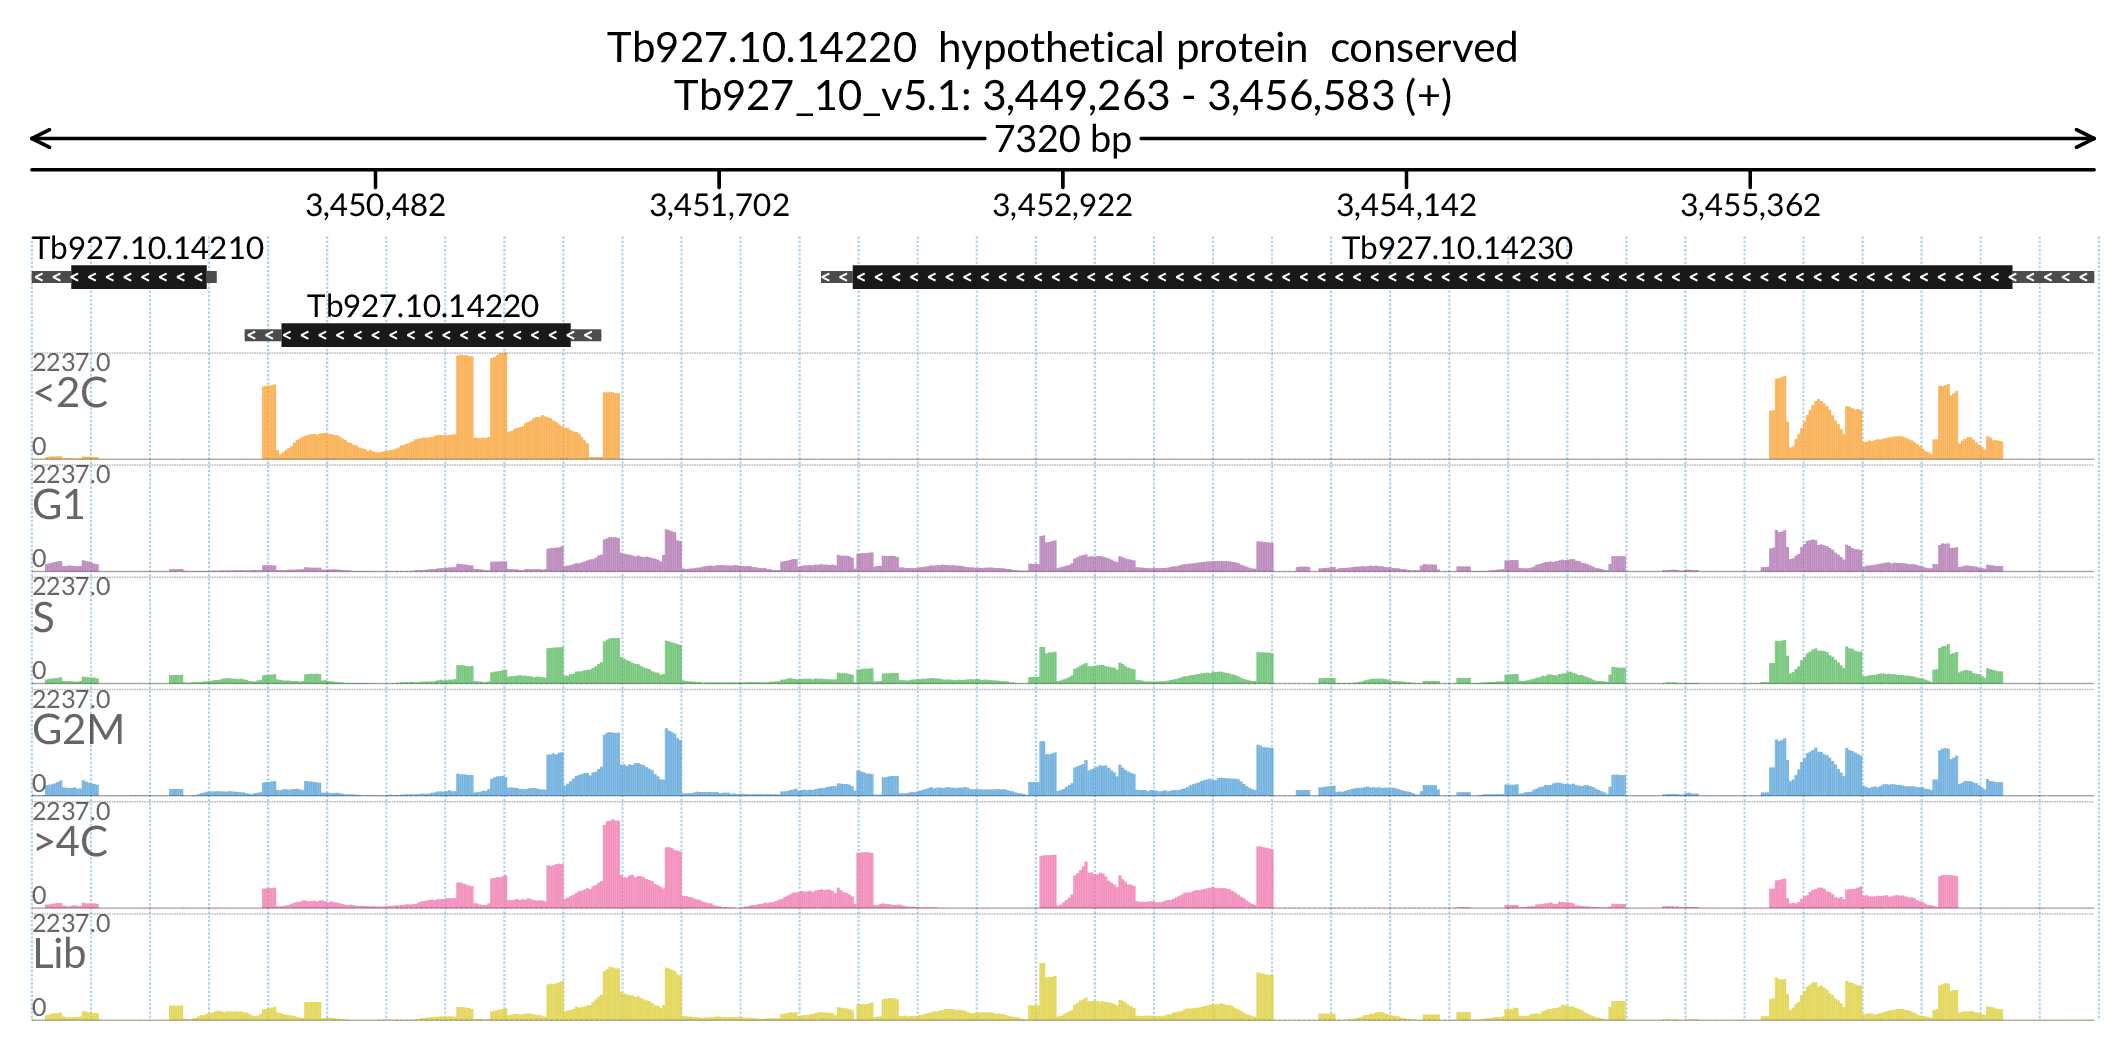 Tb927.10.14220  hypothetical protein  conserved
Tb927_10_v5.1: 3,449,263 - 3,456,583 (+)
7320 bp
3,450,482 3,451,702 3,452,922 3,454,142 3,455,362
Tb927.10.14210 Tb927.10.14230
Tb927.10.14220
2237.0
<2C
0
2237.0
G1
0
2237.0
S
0
2237.0
G2M
0
2237.0
>4C
0
2237.0
Lib
0